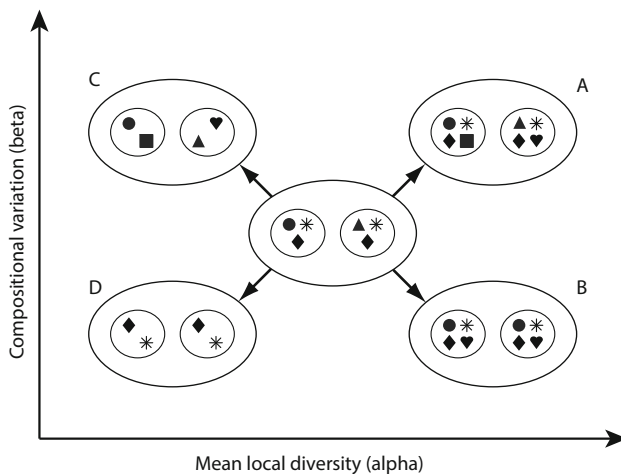 C
A
D
B
Compositional variation (beta)
Mean local diversity (alpha)